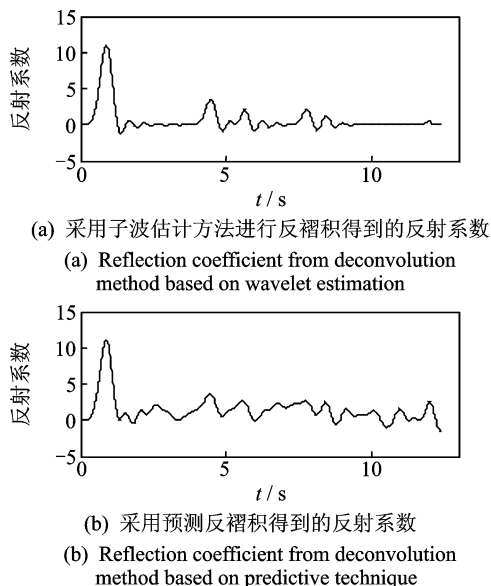 15
10
5
0
−5
反射系数
0
5
10
t / s
(a) 采用子波估计方法进行反褶积得到的反射系数
(a) Reflection coefficient from deconvolution
method based on wavelet estimation
15
10
5
0
−5
反射系数
0
5
10
t / s
(b) 采用预测反褶积得到的反射系数
(b) Reflection coefficient from deconvolution
method based on predictive technique